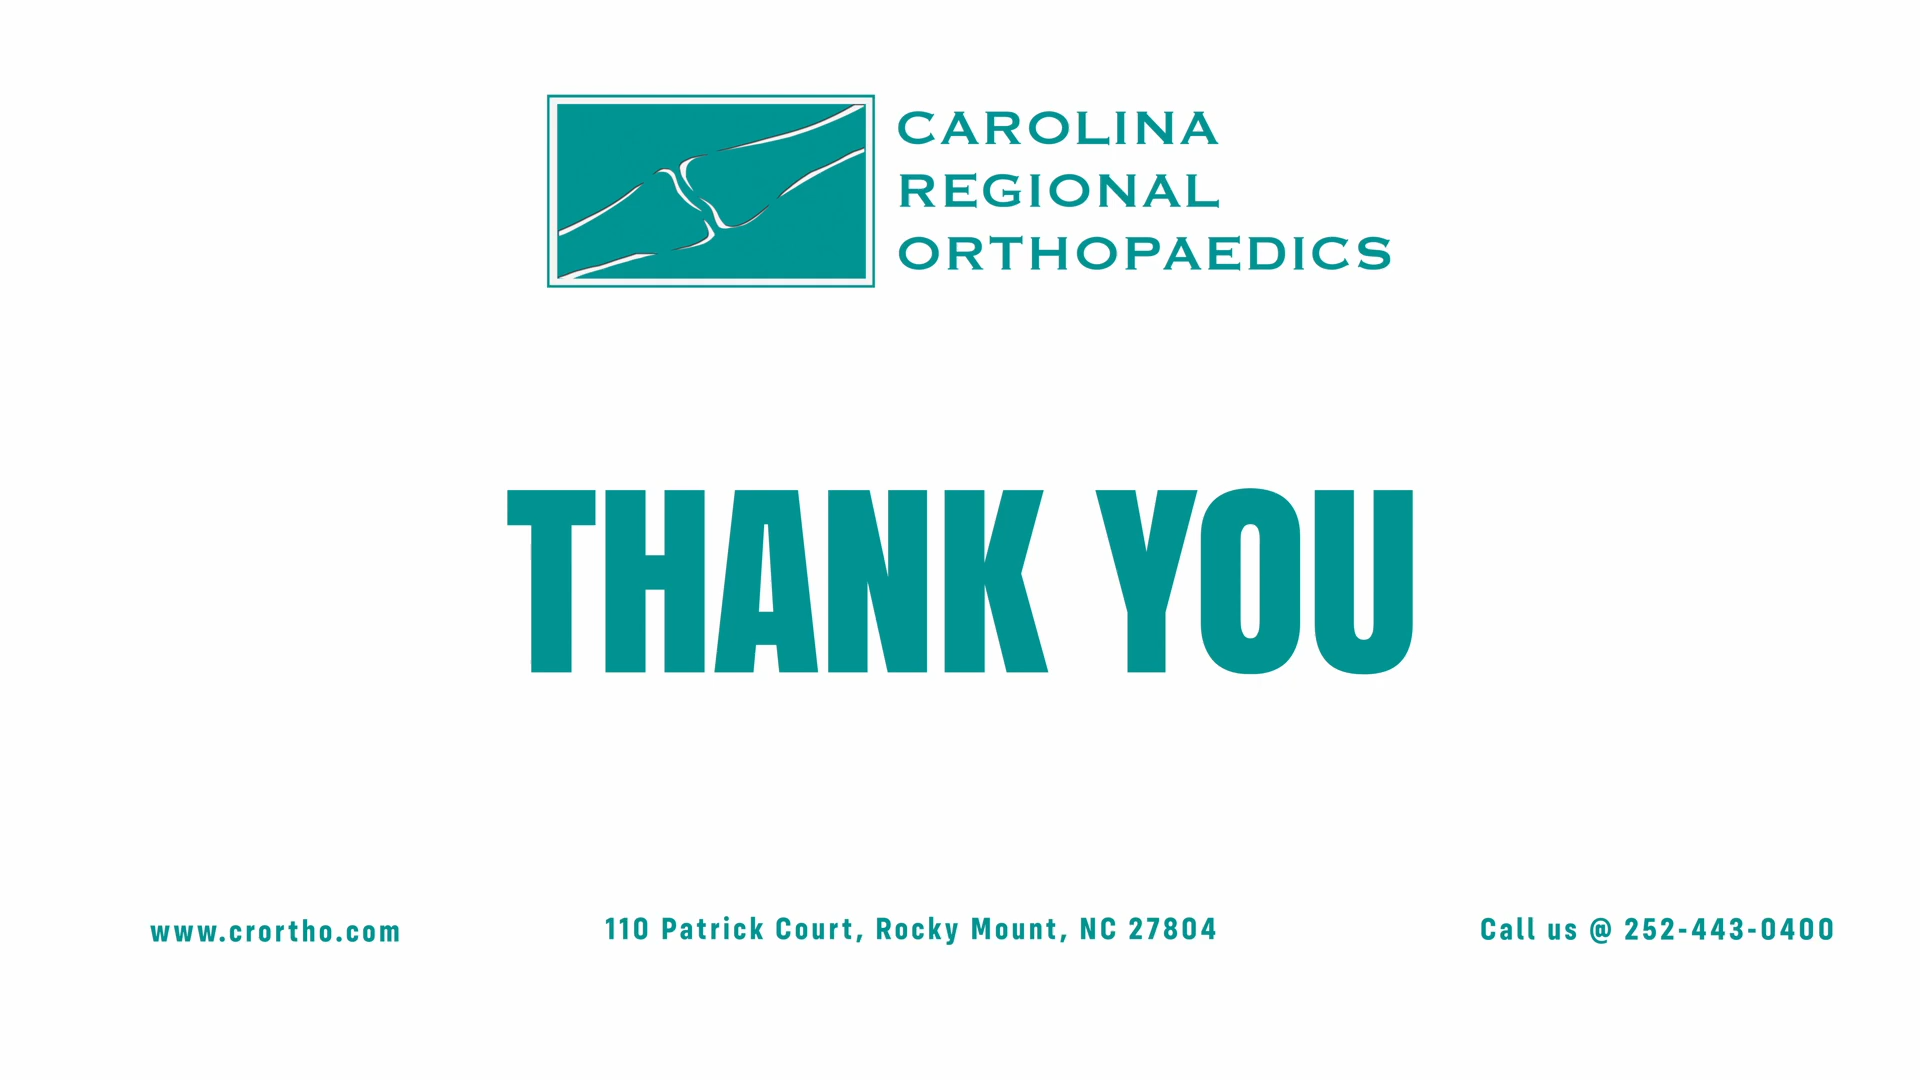 CAROLINA
REGIONAL
ORTHOPAEDICS
THANK YOU
www.crortho.com
110 Patrick Court, Rocky Mount, NC 27804
Call us @ 252-443-0400